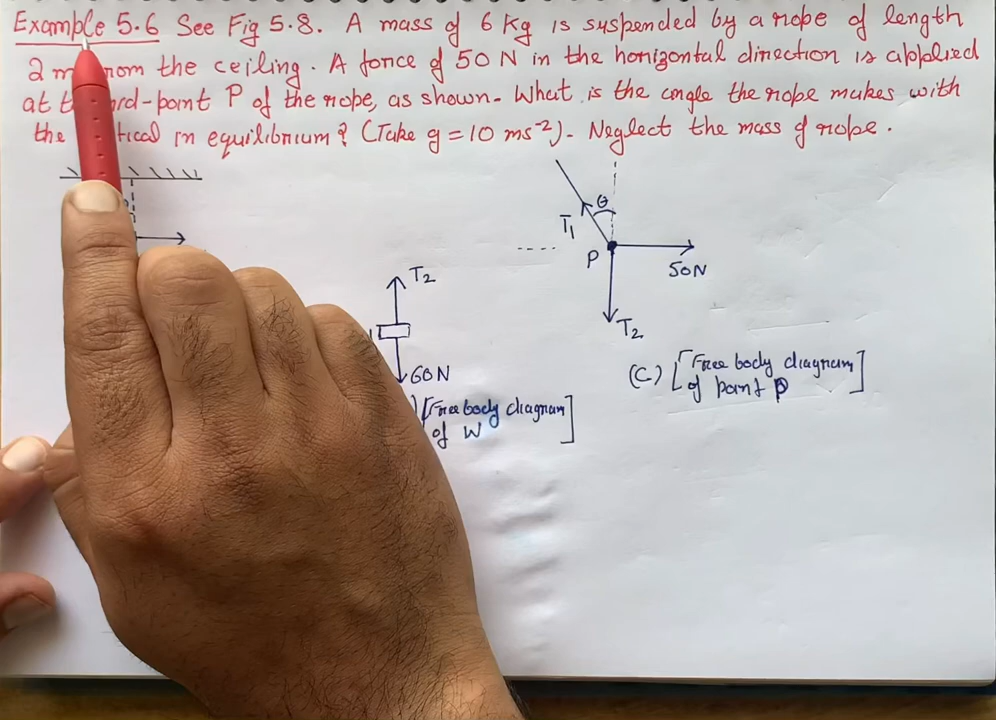 Example 5.6 See Fig 5.8. A mass of 6 Kg is suspended by a rope of length
2 m from the ceiling. A force of 50 N in the horizontal direction is applied
at t rd-point P of the rope, as shown. What is the angle the rope makes with
the tical in equilibrium? (Take g = 10 ms⁻²). Neglect the mass of rope.
θ
T₁
P
50N
T₂
T₂
60N
[Free body diagram
of W]
(C) [Free body diagram
of point P]